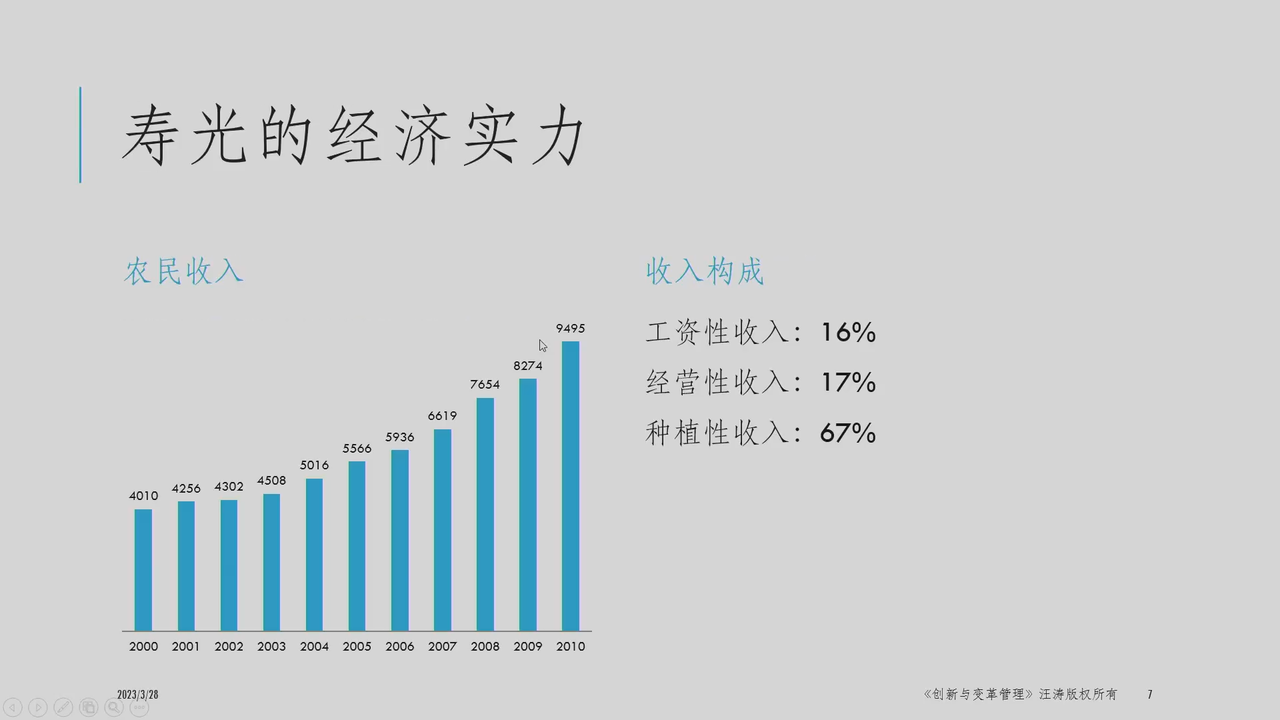 寿光的经济实力
农民收入
4010 4256 4302 4508 5016 5566 5936 6619 7654 8274 9495
2000 2001 2002 2003 2004 2005 2006 2007 2008 2009 2010
收入构成
工资性收入：16%
经营性收入：17%
种植性收入：67%
2023/3/28
《创新与变革管理》汪涛版权所有
7